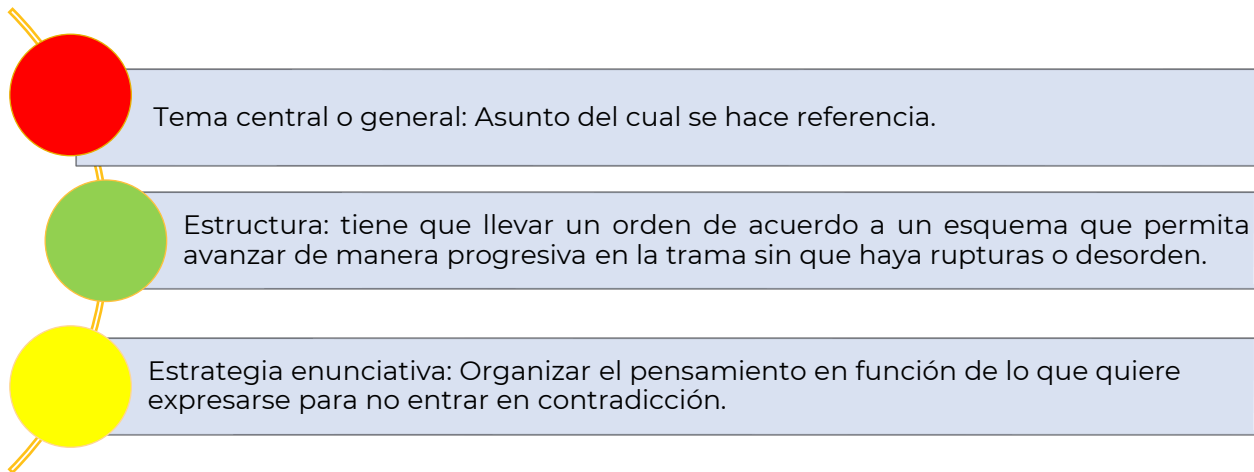 Tema central o general: Asunto del cual se hace referencia.
Estructura: tiene que llevar un orden de acuerdo a un esquema que permita
avanzar de manera progresiva en la trama sin que haya rupturas o desorden.
Estrategia enunciativa: Organizar el pensamiento en función de lo que quiere
expresarse para no entrar en contradicción.